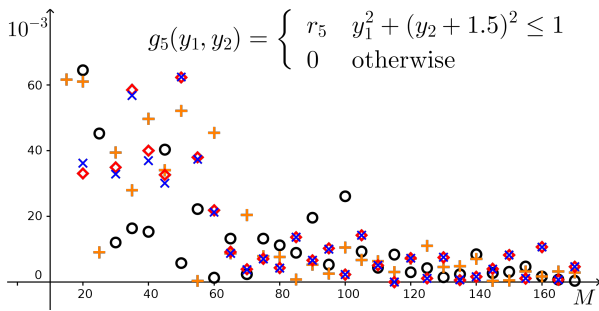 10⁻³
g₅(y₁, y₂) = { r₅ y₁² + (y₂ + 1.5)² ≤ 1
0 otherwise
60
40
20
0
20 40 60 80 100 120 140 160 M